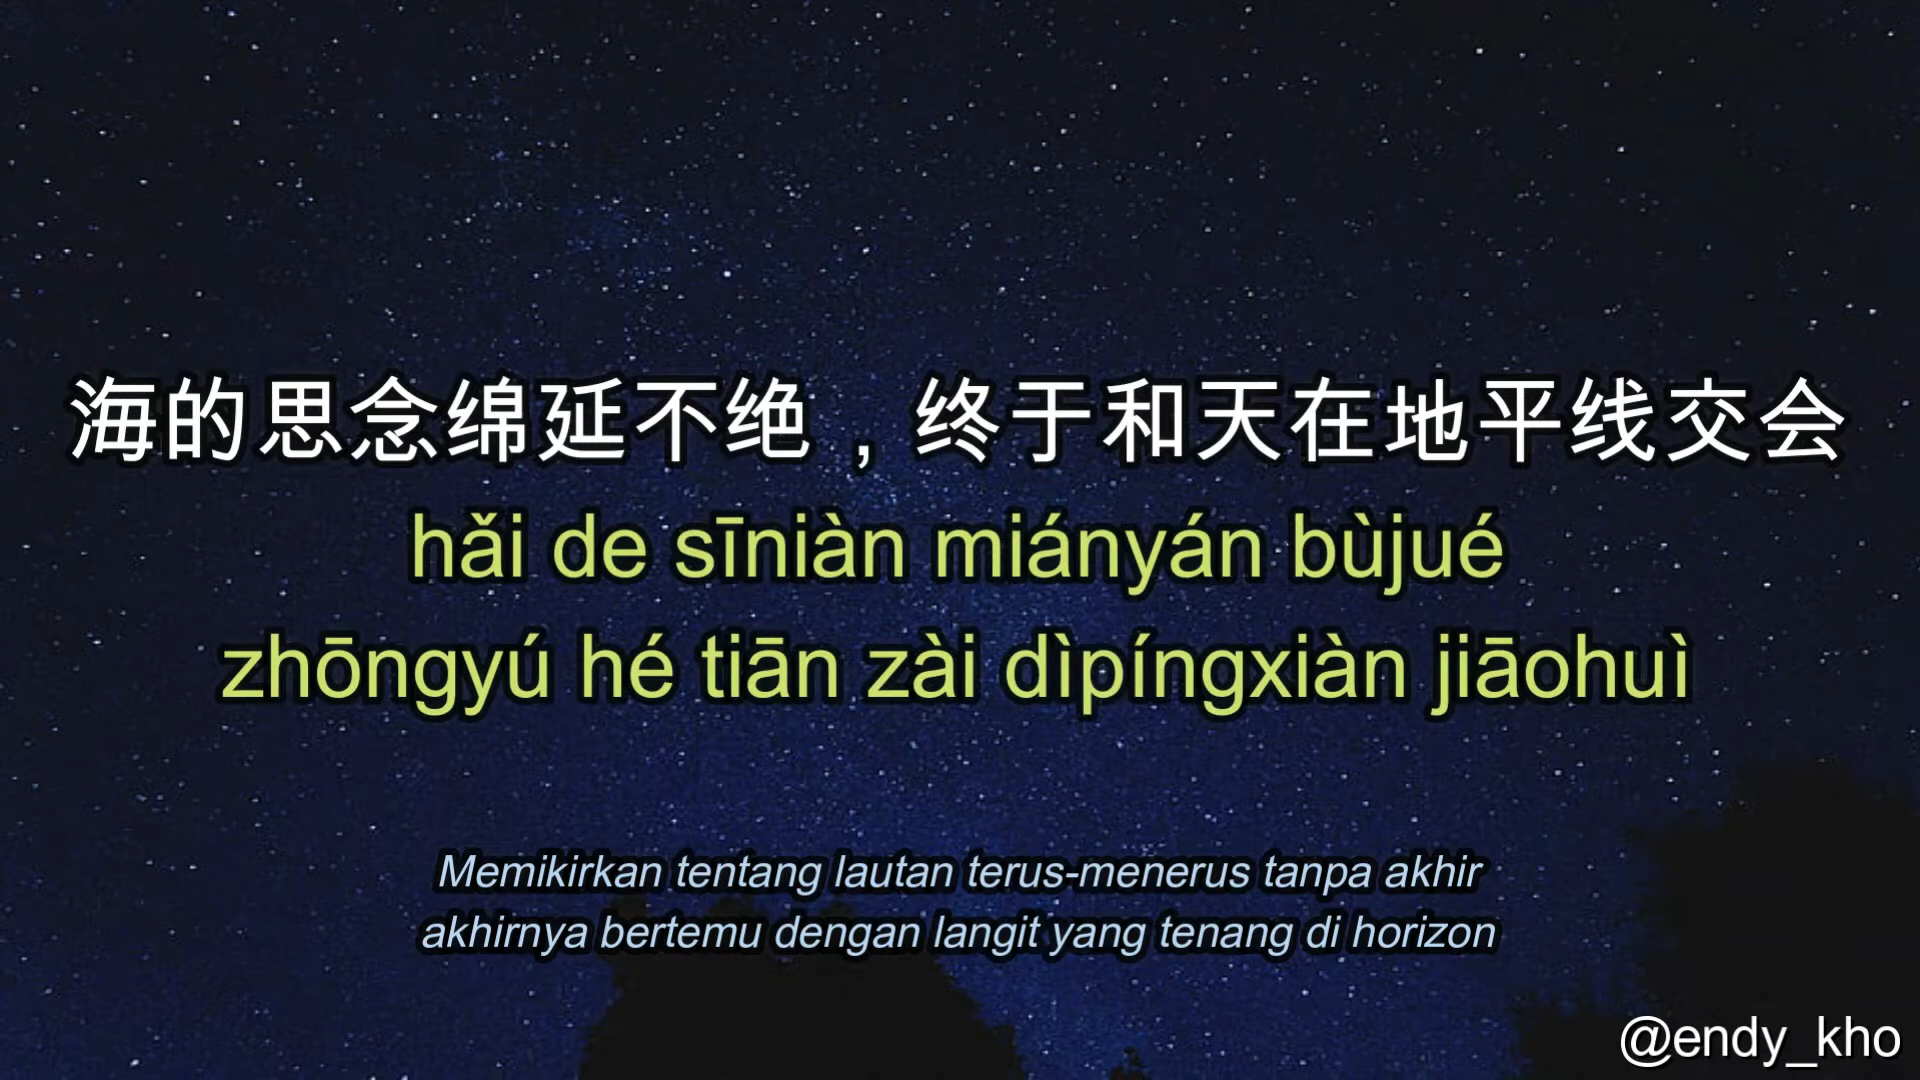 海的思念绵延不绝，终于和天在地平线交会
hǎi de sīniàn miányán bùjué
zhōngyú hé tiān zài dìpíngxiàn jiāohuì
Memikirkan tentang lautan terus-menerus tanpa akhir
akhirnya bertemu dengan langit yang tenang di horizon
@endy_kho